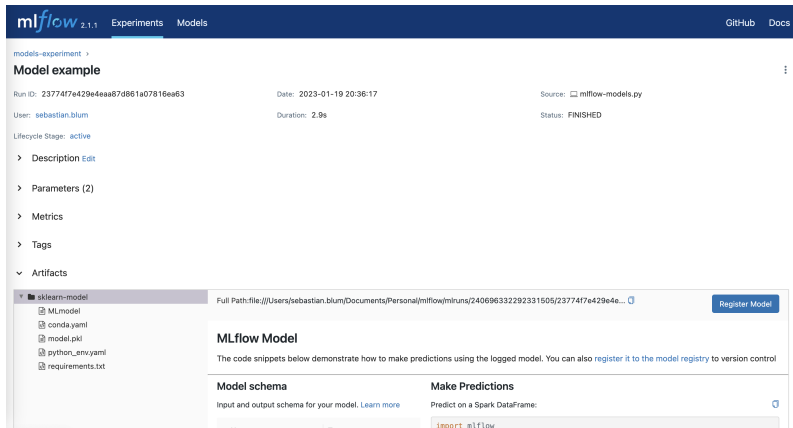 mlflow 2.1.1 Experiments Models GitHub Docs
models-experiment >
Model example
Run ID: 23774f7e429e4eaa87d861a07816ea63 Date: 2023-01-19 20:36:17 Source: mlflow-models.py
User: sebastian.blum Duration: 2.9s Status: FINISHED
Lifecycle Stage: active
> Description Edit
> Parameters (2)
> Metrics
> Tags
Artifacts
sklearn-model
MLmodel
conda.yaml
model.pkl
python_env.yaml
requirements.txt
Full Path:file:///Users/sebastian.blum/Documents/Personal/mlflow/mlruns/240696332292331505/23774f7e429e4e... Register Model
MLflow Model
The code snippets below demonstrate how to make predictions using the logged model. You can also register it to the model registry to version control
Model schema
Input and output schema for your model. Learn more
Make Predictions
Predict on a Spark DataFrame:
import mlflow